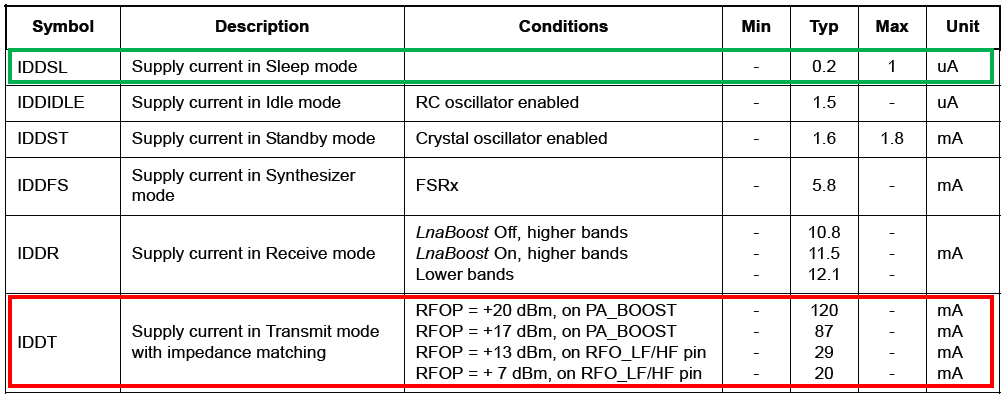 Symbol Description Conditions Min Typ Max Unit
IDDSL Supply current in Sleep mode - 0.2 1 uA
IDDIDLE Supply current in Idle mode RC oscillator enabled - 1.5 - uA
IDDST Supply current in Standby mode Crystal oscillator enabled - 1.6 1.8 mA
IDDFS Supply current in Synthesizer mode FSRx - 5.8 - mA
IDDR Supply current in Receive mode
LnaBoost Off, higher bands - 10.8 -
LnaBoost On, higher bands - 11.5 - mA
Lower bands - 12.1 -
IDDT Supply current in Transmit mode with impedance matching
RFOP = +20 dBm, on PA_BOOST - 120 - mA
RFOP = +17 dBm, on PA_BOOST - 87 - mA
RFOP = +13 dBm, on RFO_LF/HF pin - 29 - mA
RFOP = + 7 dBm, on RFO_LF/HF pin - 20 - mA